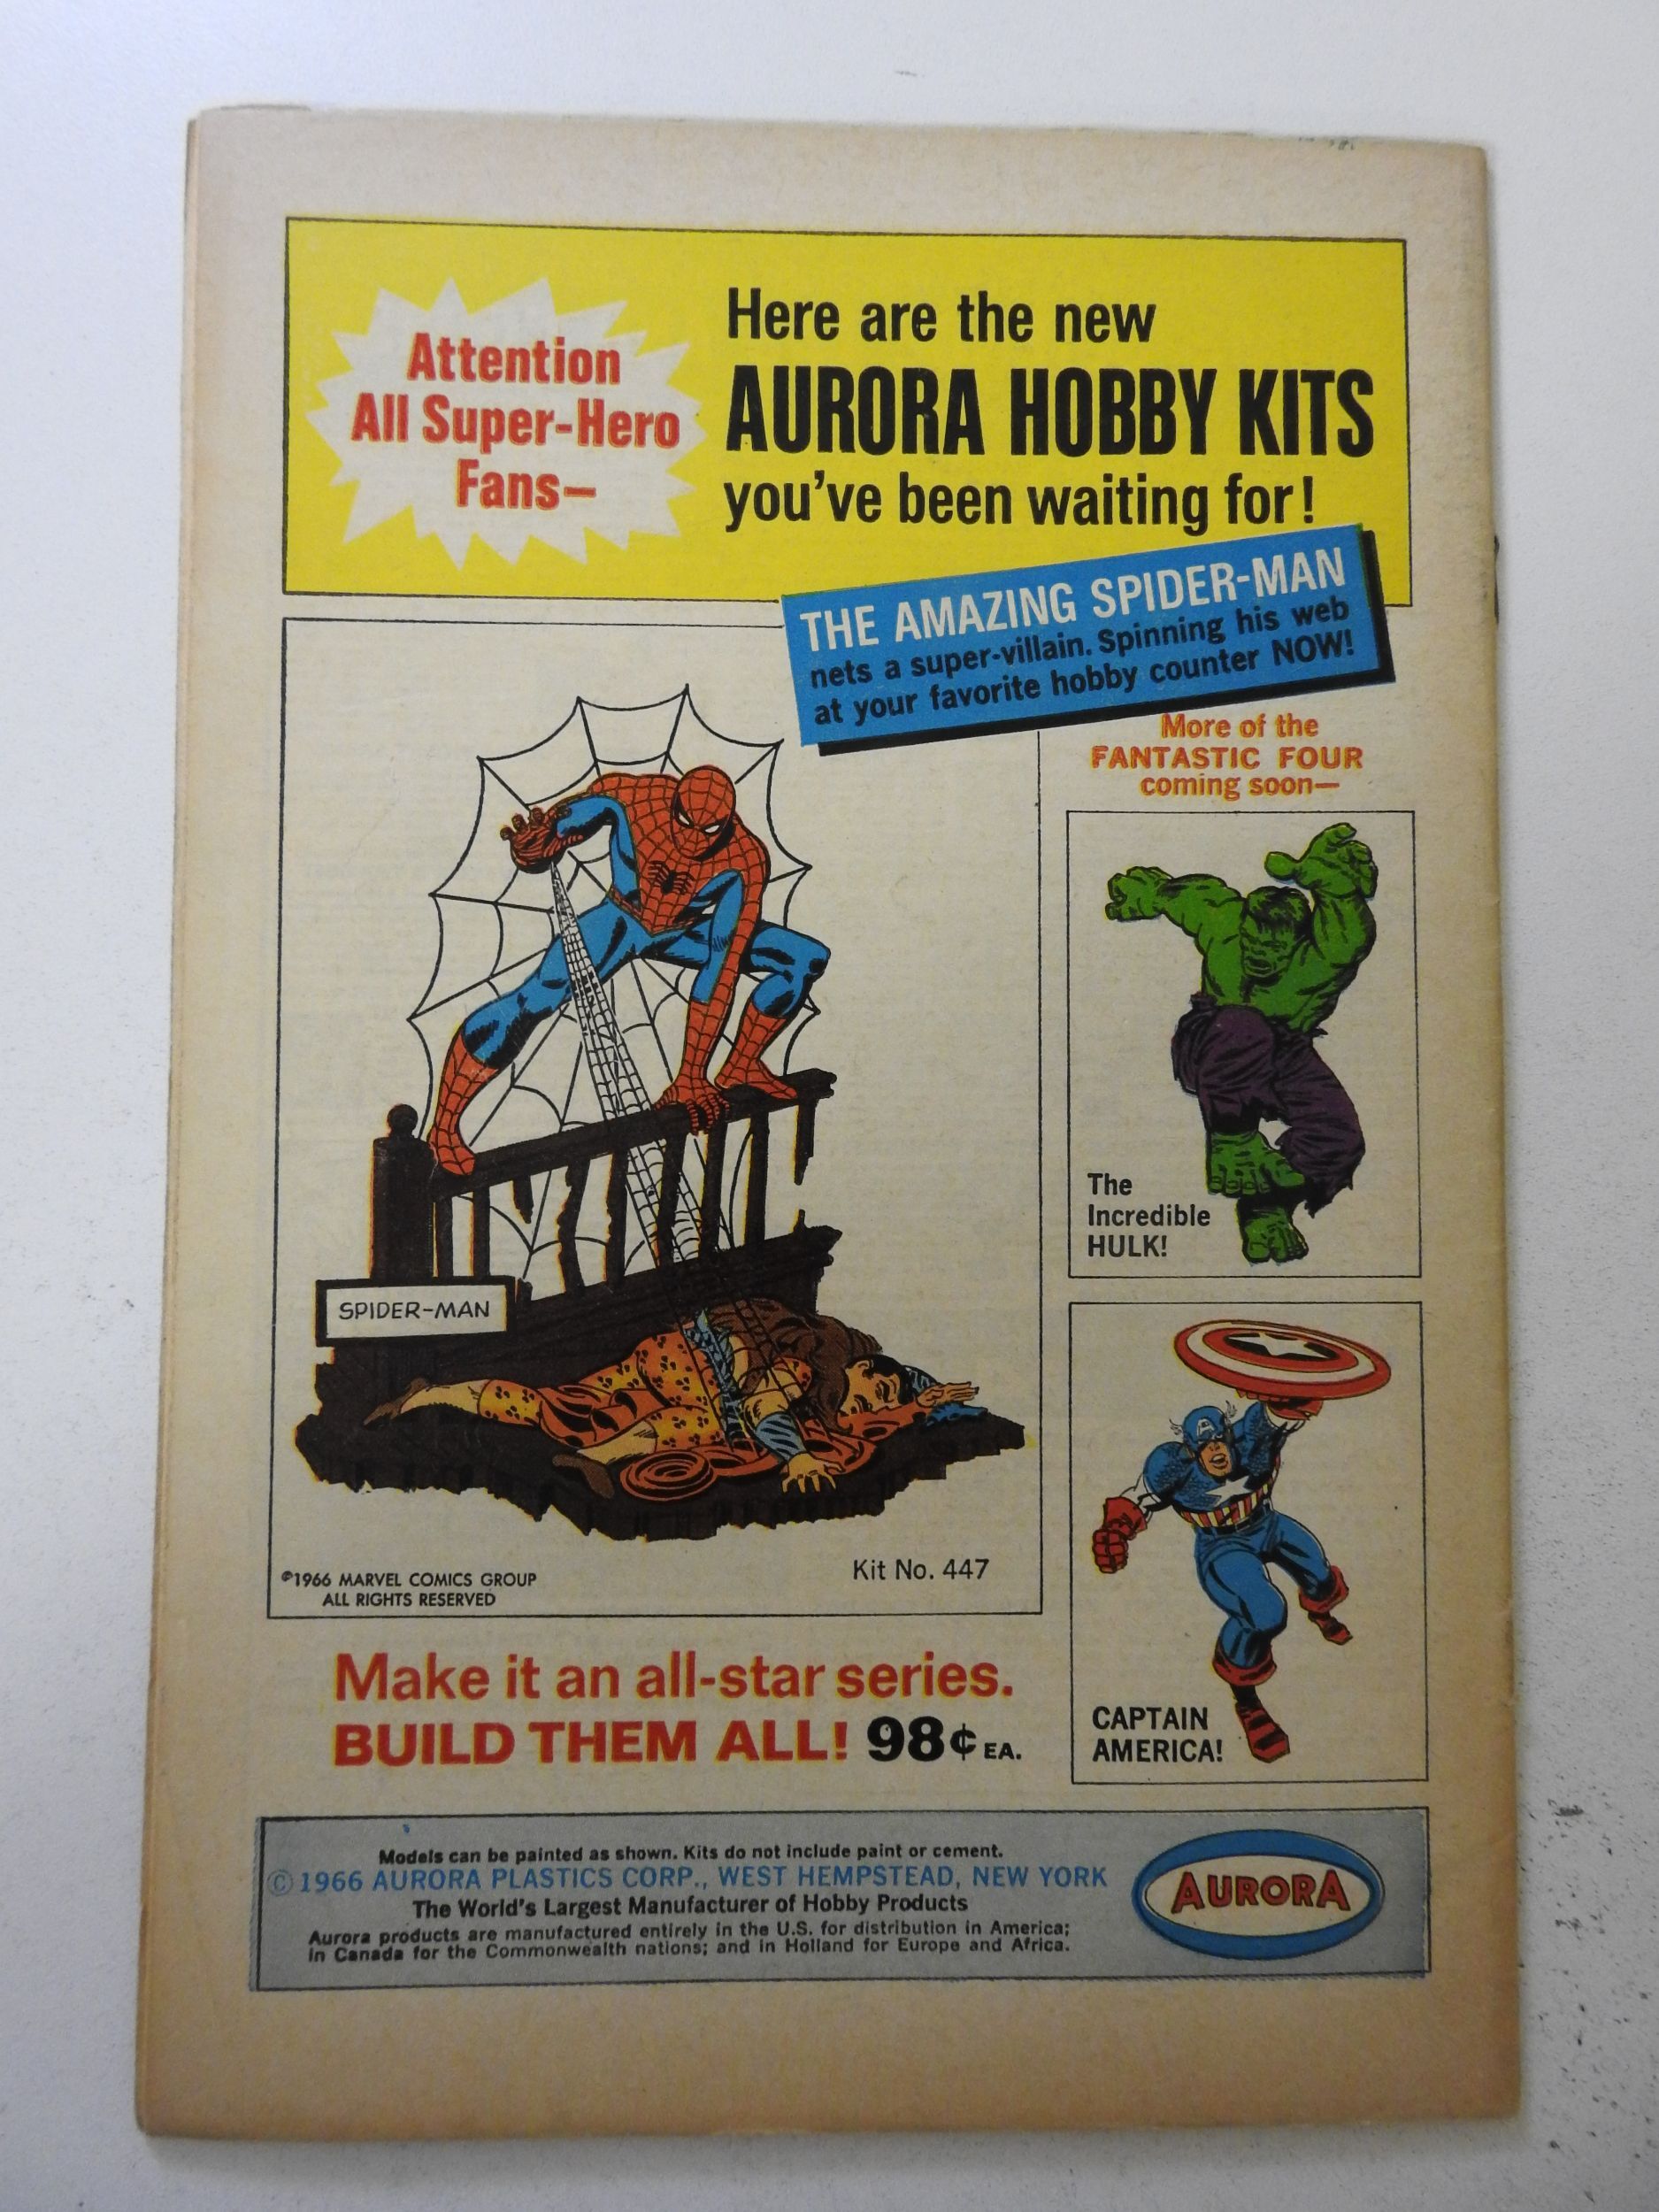 Attention
All Super-Hero
Fans—
Here are the new
AURORA HOBBY KITS
you've been waiting for!
THE AMAZING SPIDER-MAN
nets a super-villain. Spinning his web
at your favorite hobby counter NOW!
More of the
FANTASTIC FOUR
coming soon—
The
Incredible
HULK!
SPIDER-MAN
Kit No. 447
©1966 MARVEL COMICS GROUP
ALL RIGHTS RESERVED
CAPTAIN
AMERICA!
A
Make it an all-star series.
BUILD THEM ALL! 98¢ EA.
Models can be painted as shown. Kits do not include paint or cement.
© 1966 AURORA PLASTICS CORP., WEST HEMPSTEAD, NEW YORK
The World's Largest Manufacturer of Hobby Products
Aurora products are manufactured entirely in the U.S. for distribution in America;
in Canada for the Commonwealth nations; and in Holland for Europe and Africa.
AURORA